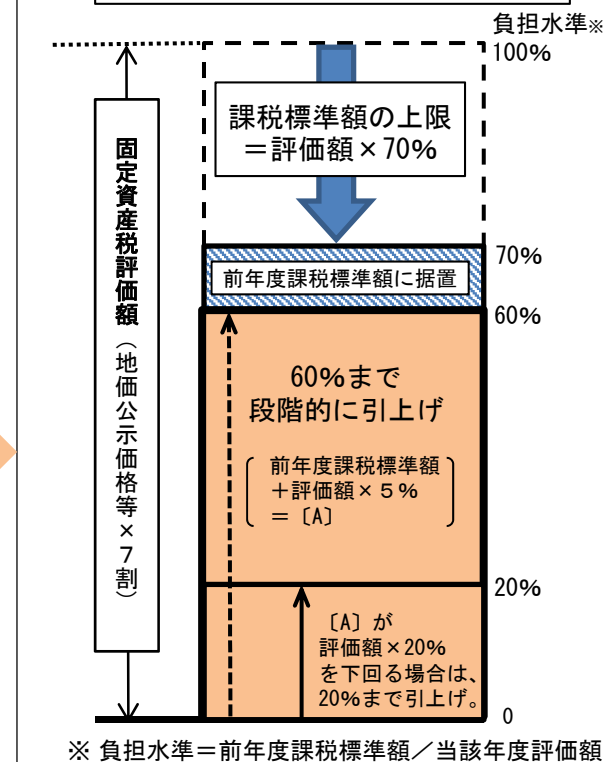 負担水準※
100%
課税標準額の上限
＝評価額×70%
固定資産税評価額（地価公示価格等×７割）
70%
前年度課税標準額に据置
60%
60%まで
段階的に引上げ
前年度課税標準額
＋評価額×５％
＝〔A〕
20%
〔A〕が
評価額×20%
を下回る場合は、
20%まで引上げ。
0
※ 負担水準＝前年度課税標準額／当該年度評価額